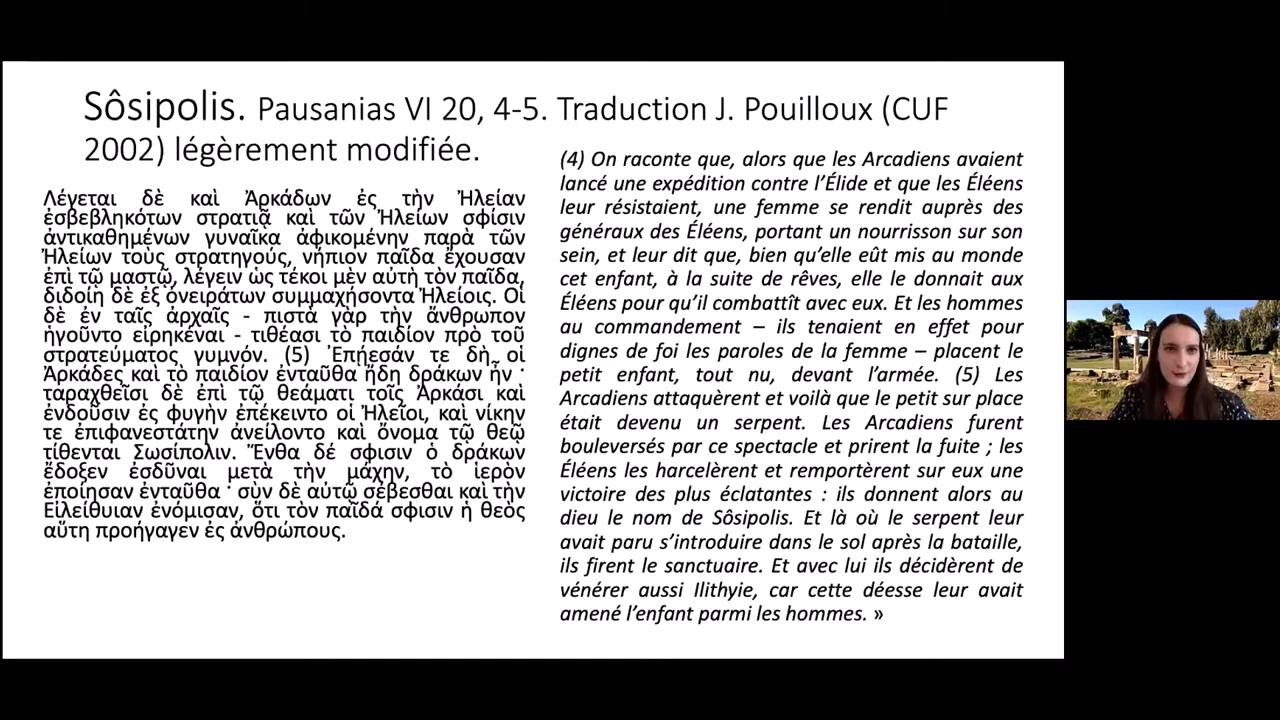 Sôsipolis. Pausanias VI 20, 4-5. Traduction J. Pouilloux (CUF
2002) légèrement modifiée.
Λέγεται δὲ καὶ Ἀρκάδων ἐς τὴν Ἠλείαν
ἐσβεβληκότων στρατιᾷ καὶ τῶν Ἠλείων σφίσιν
ἀντικαθημένων γυναῖκα ἀφικομένην παρὰ τῶν
Ἠλείων τοὺς στρατηγούς, νήπιον παῖδα ἔχουσαν
ἐπὶ τῷ μαστῷ, λέγειν ὡς τέκοι μὲν αὐτὴ τὸν παῖδα,
διδοίη δὲ ἐξ ὀνειράτων συμμαχήσοντα Ἠλείοις. Οἱ
δὲ ἐν ταῖς ἀρχαῖς - πιστὰ γὰρ τὴν ἄνθρωπον
ἡγοῦντο εἰρηκέναι - τιθέασι τὸ παιδίον πρὸ τοῦ
στρατεύματος γυμνόν. (5) Ἐπῄεσάν τε δὴ οἱ
Ἀρκάδες καὶ τὸ παιδίον ἐνταῦθα ἤδη δράκων ἦν ·
ταραχθεῖσι δὲ ἐπὶ τῷ θεάματι τοῖς Ἀρκάσι καὶ
ἐνδοῦσιν ἐς φυγὴν ἐπέκειντο οἱ Ἠλεῖοι, καὶ νίκην
τε ἐπιφανεστάτην ἀνείλοντο καὶ ὄνομα τῷ θεῷ
τίθενται Σωσίπολιν. Ἔνθα δέ σφισιν ὁ δράκων
ἔδοξεν ἐσδῦναι μετὰ τὴν μάχην, τὸ ἱερὸν
ἐποίησαν ἐνταῦθα · σὺν δὲ αὐτῷ σέβεσθαι καὶ τὴν
Εἰλείθυιαν ἐνόμισαν, ὅτι τὸν παῖδά σφισιν ἡ θεὸς
αὕτη προήγαγεν ἐς ἀνθρώπους.
(4) On raconte que, alors que les Arcadiens avaient
lancé une expédition contre l’Élide et que les Éléens
leur résistaient, une femme se rendit auprès des
généraux des Éléens, portant un nourrisson sur son
sein, et leur dit que, bien qu’elle eût mis au monde
cet enfant, à la suite de rêves, elle le donnait aux
Éléens pour qu’il combattît avec eux. Et les hommes
au commandement – ils tenaient en effet pour
dignes de foi les paroles de la femme – placent le
petit enfant, tout nu, devant l’armée. (5) Les
Arcadiens attaquèrent et voilà que le petit sur place
était devenu un serpent. Les Arcadiens furent
bouleversés par ce spectacle et prirent la fuite ; les
Éléens les harcelèrent et remportèrent sur eux une
victoire des plus éclatantes : ils donnent alors au
dieu le nom de Sôsipolis. Et là où le serpent leur
avait paru s’introduire dans le sol après la bataille,
ils firent le sanctuaire. Et avec lui ils décidèrent de
vénérer aussi Ilithyie, car cette déesse leur avait
amené l’enfant parmi les hommes. »